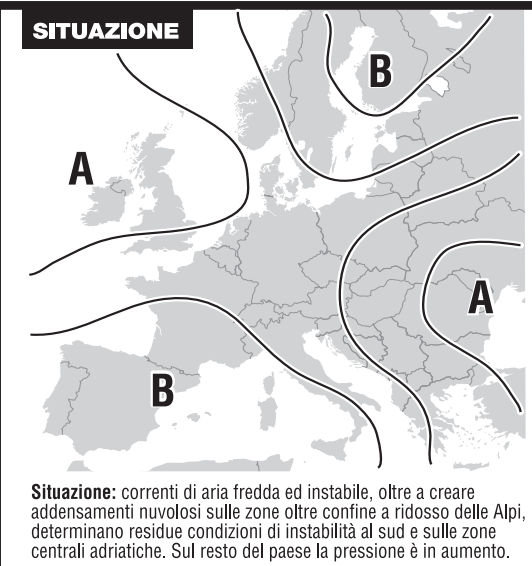 SITUAZIONE
B
A
A
B
Situazione: correnti di aria fredda ed instabile, oltre a creare
addensamenti nuvolosi sulle zone oltre confine a ridosso delle Alpi,
determinano residue condizioni di instabilità al sud e sulle zone
centrali adriatiche. Sul resto del paese la pressione è in aumento.